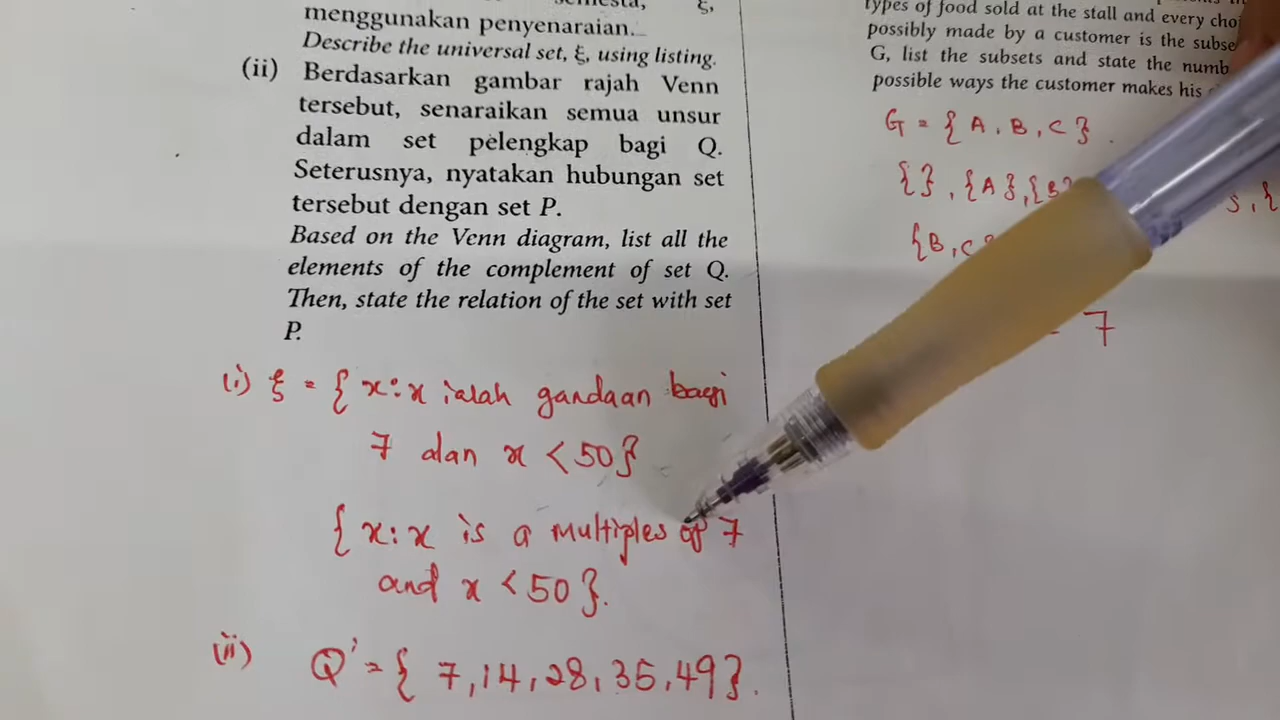 ξ,
menggunakan penyenaraian.
Describe the universal set, ξ, using listing.
(ii) Berdasarkan gambar rajah Venn
tersebut, senaraikan semua unsur
dalam set pelengkap bagi Q.
Seterusnya, nyatakan hubungan set
tersebut dengan set P.
Based on the Venn diagram, list all the
elements of the complement of set Q.
Then, state the relation of the set with set
P.
(i) ξ = { x : x ialah gandaan bagi
7 dan x < 50}
{ x : x is a multiples of 7
and x < 50}.
(ii) Q' = { 7, 14, 28, 35, 49}.
types of food sold at the stall and every
possibly made by a customer is the
G, list the subsets and state the
possible ways the customer makes his
G = { A, B, C }.
{ }, {A}, {B
{B, C
7